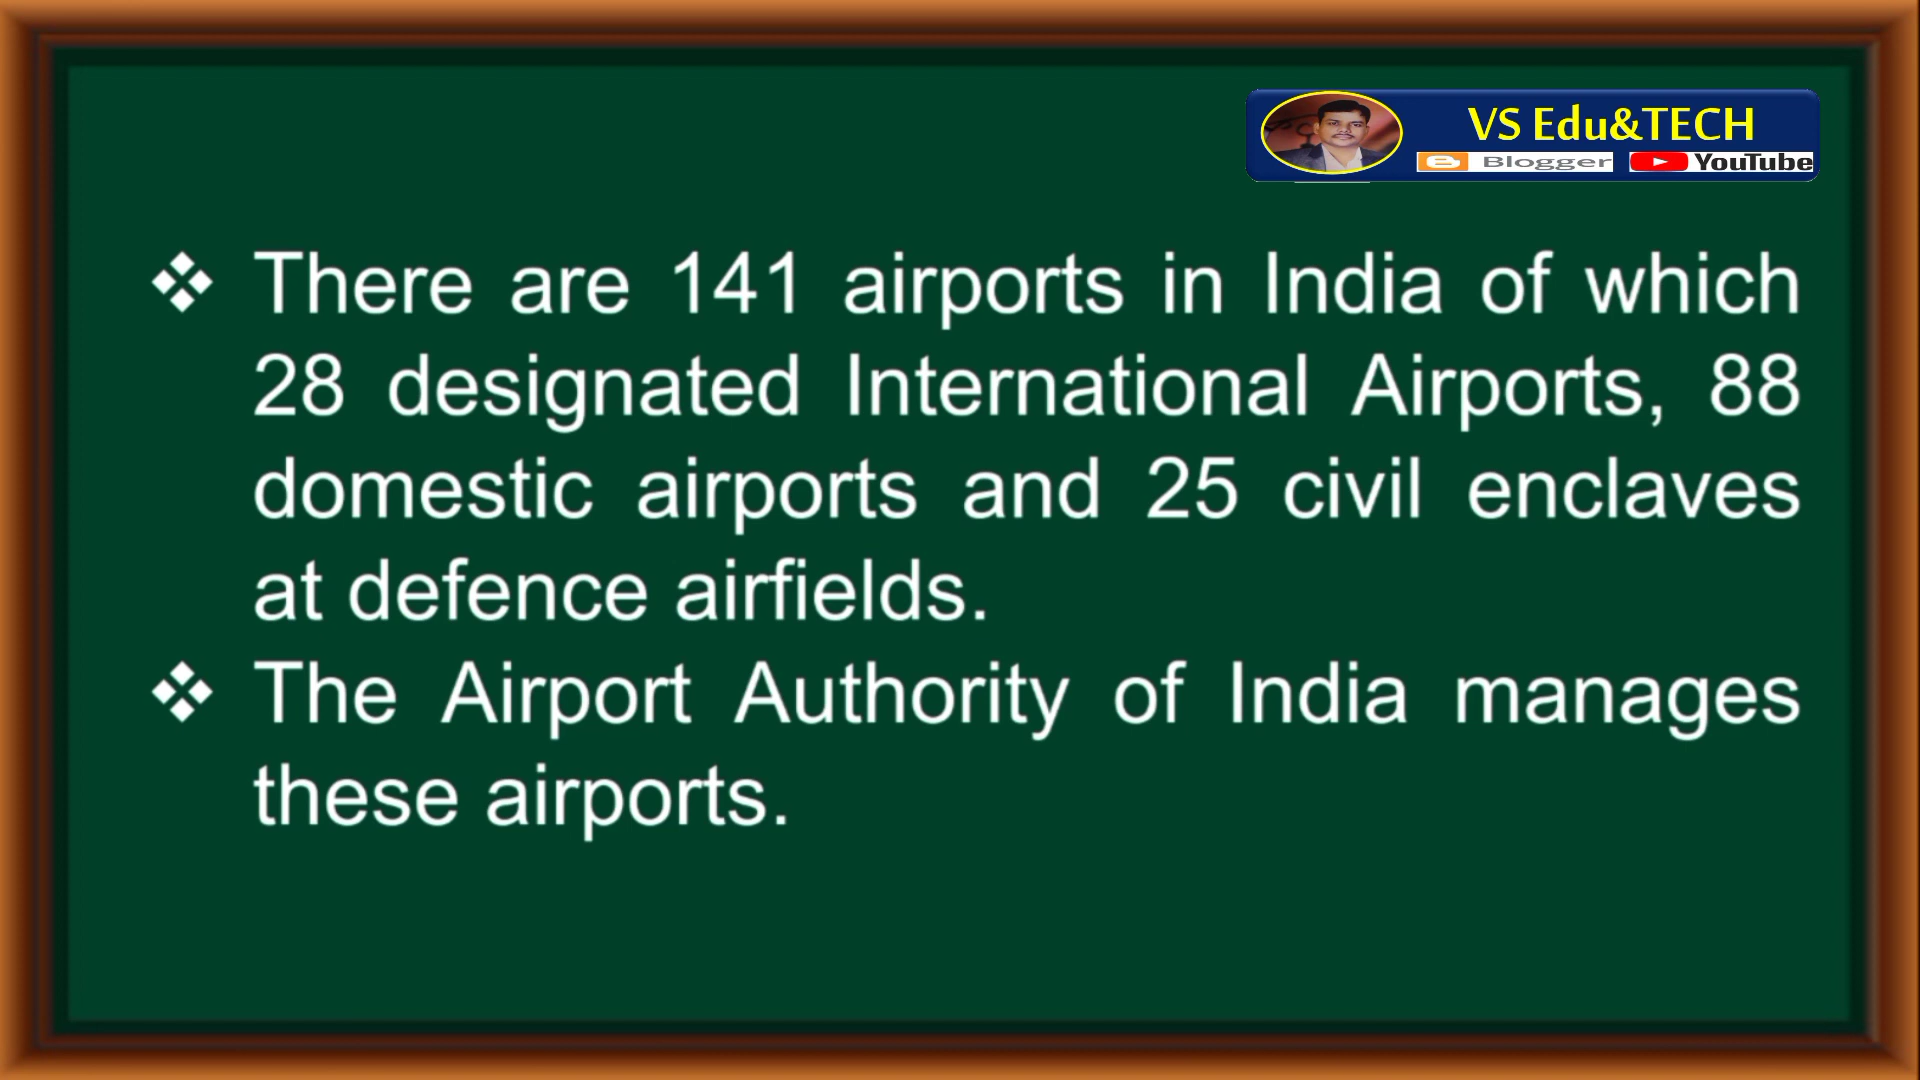 VS Edu&TECH
Blogger YouTube
❖ There are 141 airports in India of which
28 designated International Airports, 88
domestic airports and 25 civil enclaves
at defence airfields.
❖ The Airport Authority of India manages
these airports.